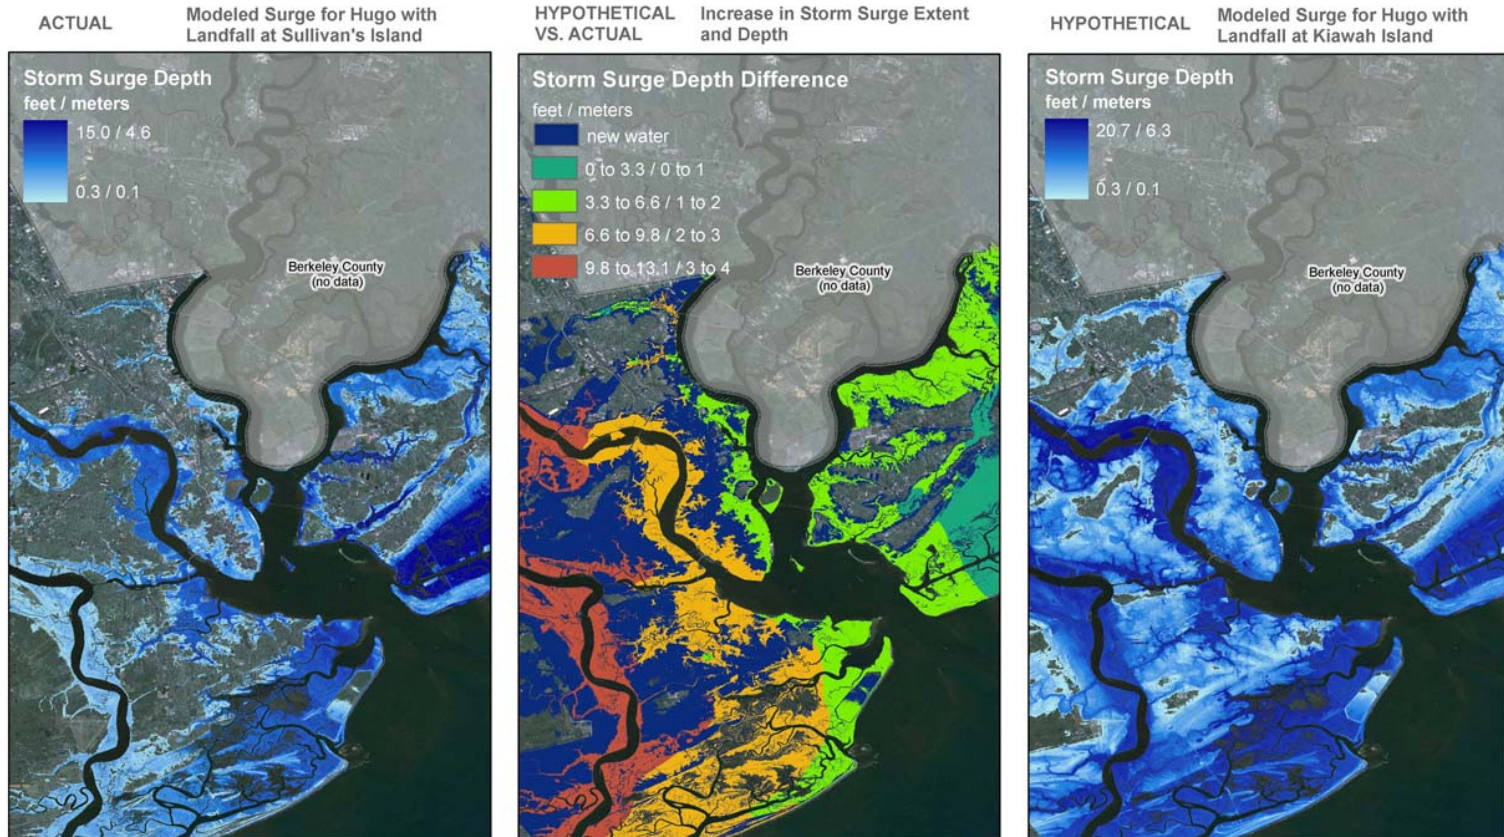 ACTUAL
Modeled Surge for Hugo with
Landfall at Sullivan's Island
Storm Surge Depth
feet / meters
15.0 / 4.6
0.3 / 0.1
Berkeley County
(no data)
HYPOTHETICAL
VS. ACTUAL
Increase in Storm Surge Extent
and Depth
Storm Surge Depth Difference
feet / meters
new water
0 to 3.3 / 0 to 1
3.3 to 6.6 / 1 to 2
6.6 to 9.8 / 2 to 3
9.8 to 13.1 / 3 to 4
Berkeley County
(no data)
HYPOTHETICAL
Modeled Surge for Hugo with
Landfall at Kiawah Island
Storm Surge Depth
feet / meters
20.7 / 6.3
0.3 / 0.1
Berkeley County
(no data)